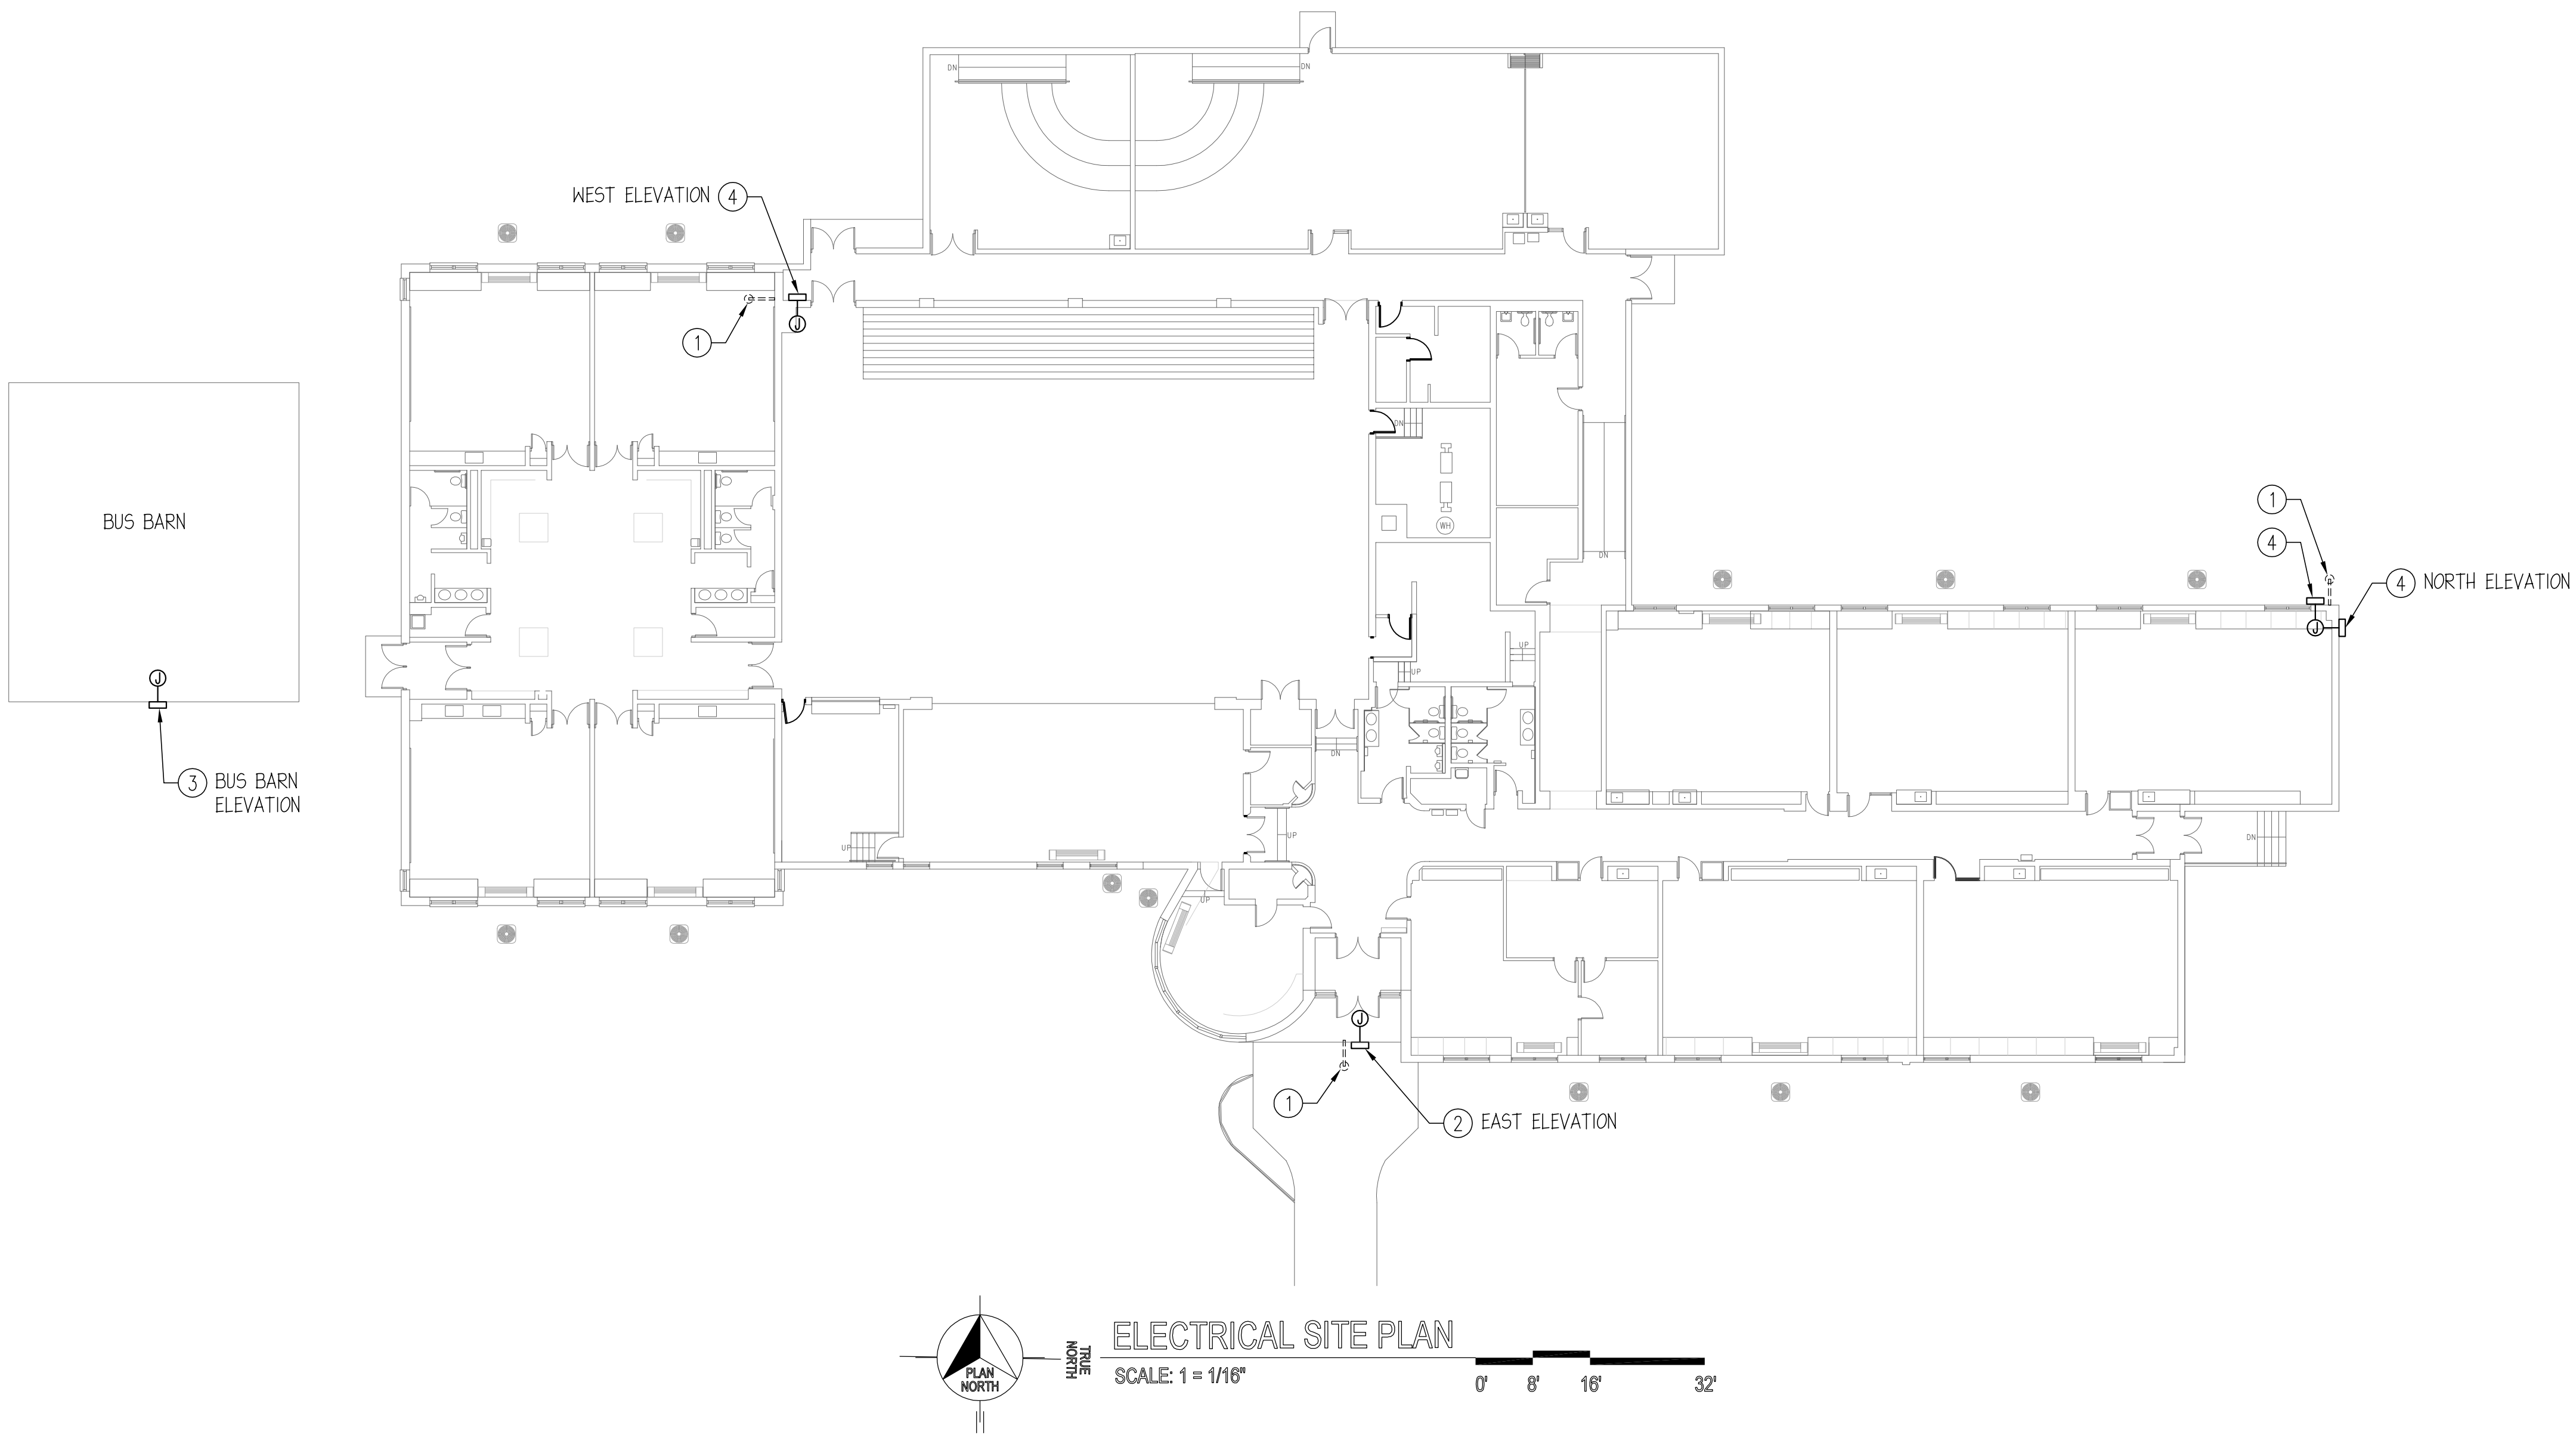 DN
DN
WEST ELEVATION 4
1
J
DN
BUS BARN
WH
DN
1
4
4 NORTH ELEVATION
J
UP
UP
J
DN
3 BUS BARN
ELEVATION
UP
UP
DN
UP
J
1
2 EAST ELEVATION
PLAN
NORTH
TRUE
NORTH
ELECTRICAL SITE PLAN
SCALE: 1 = 1/16"
0' 8' 16' 32'